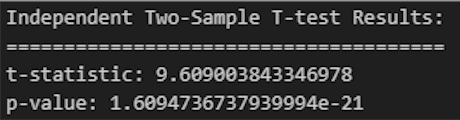 Independent Two-Sample T-test Results:
=====================================
t-statistic: 9.609003843346978
p-value: 1.6094736737939994e-21